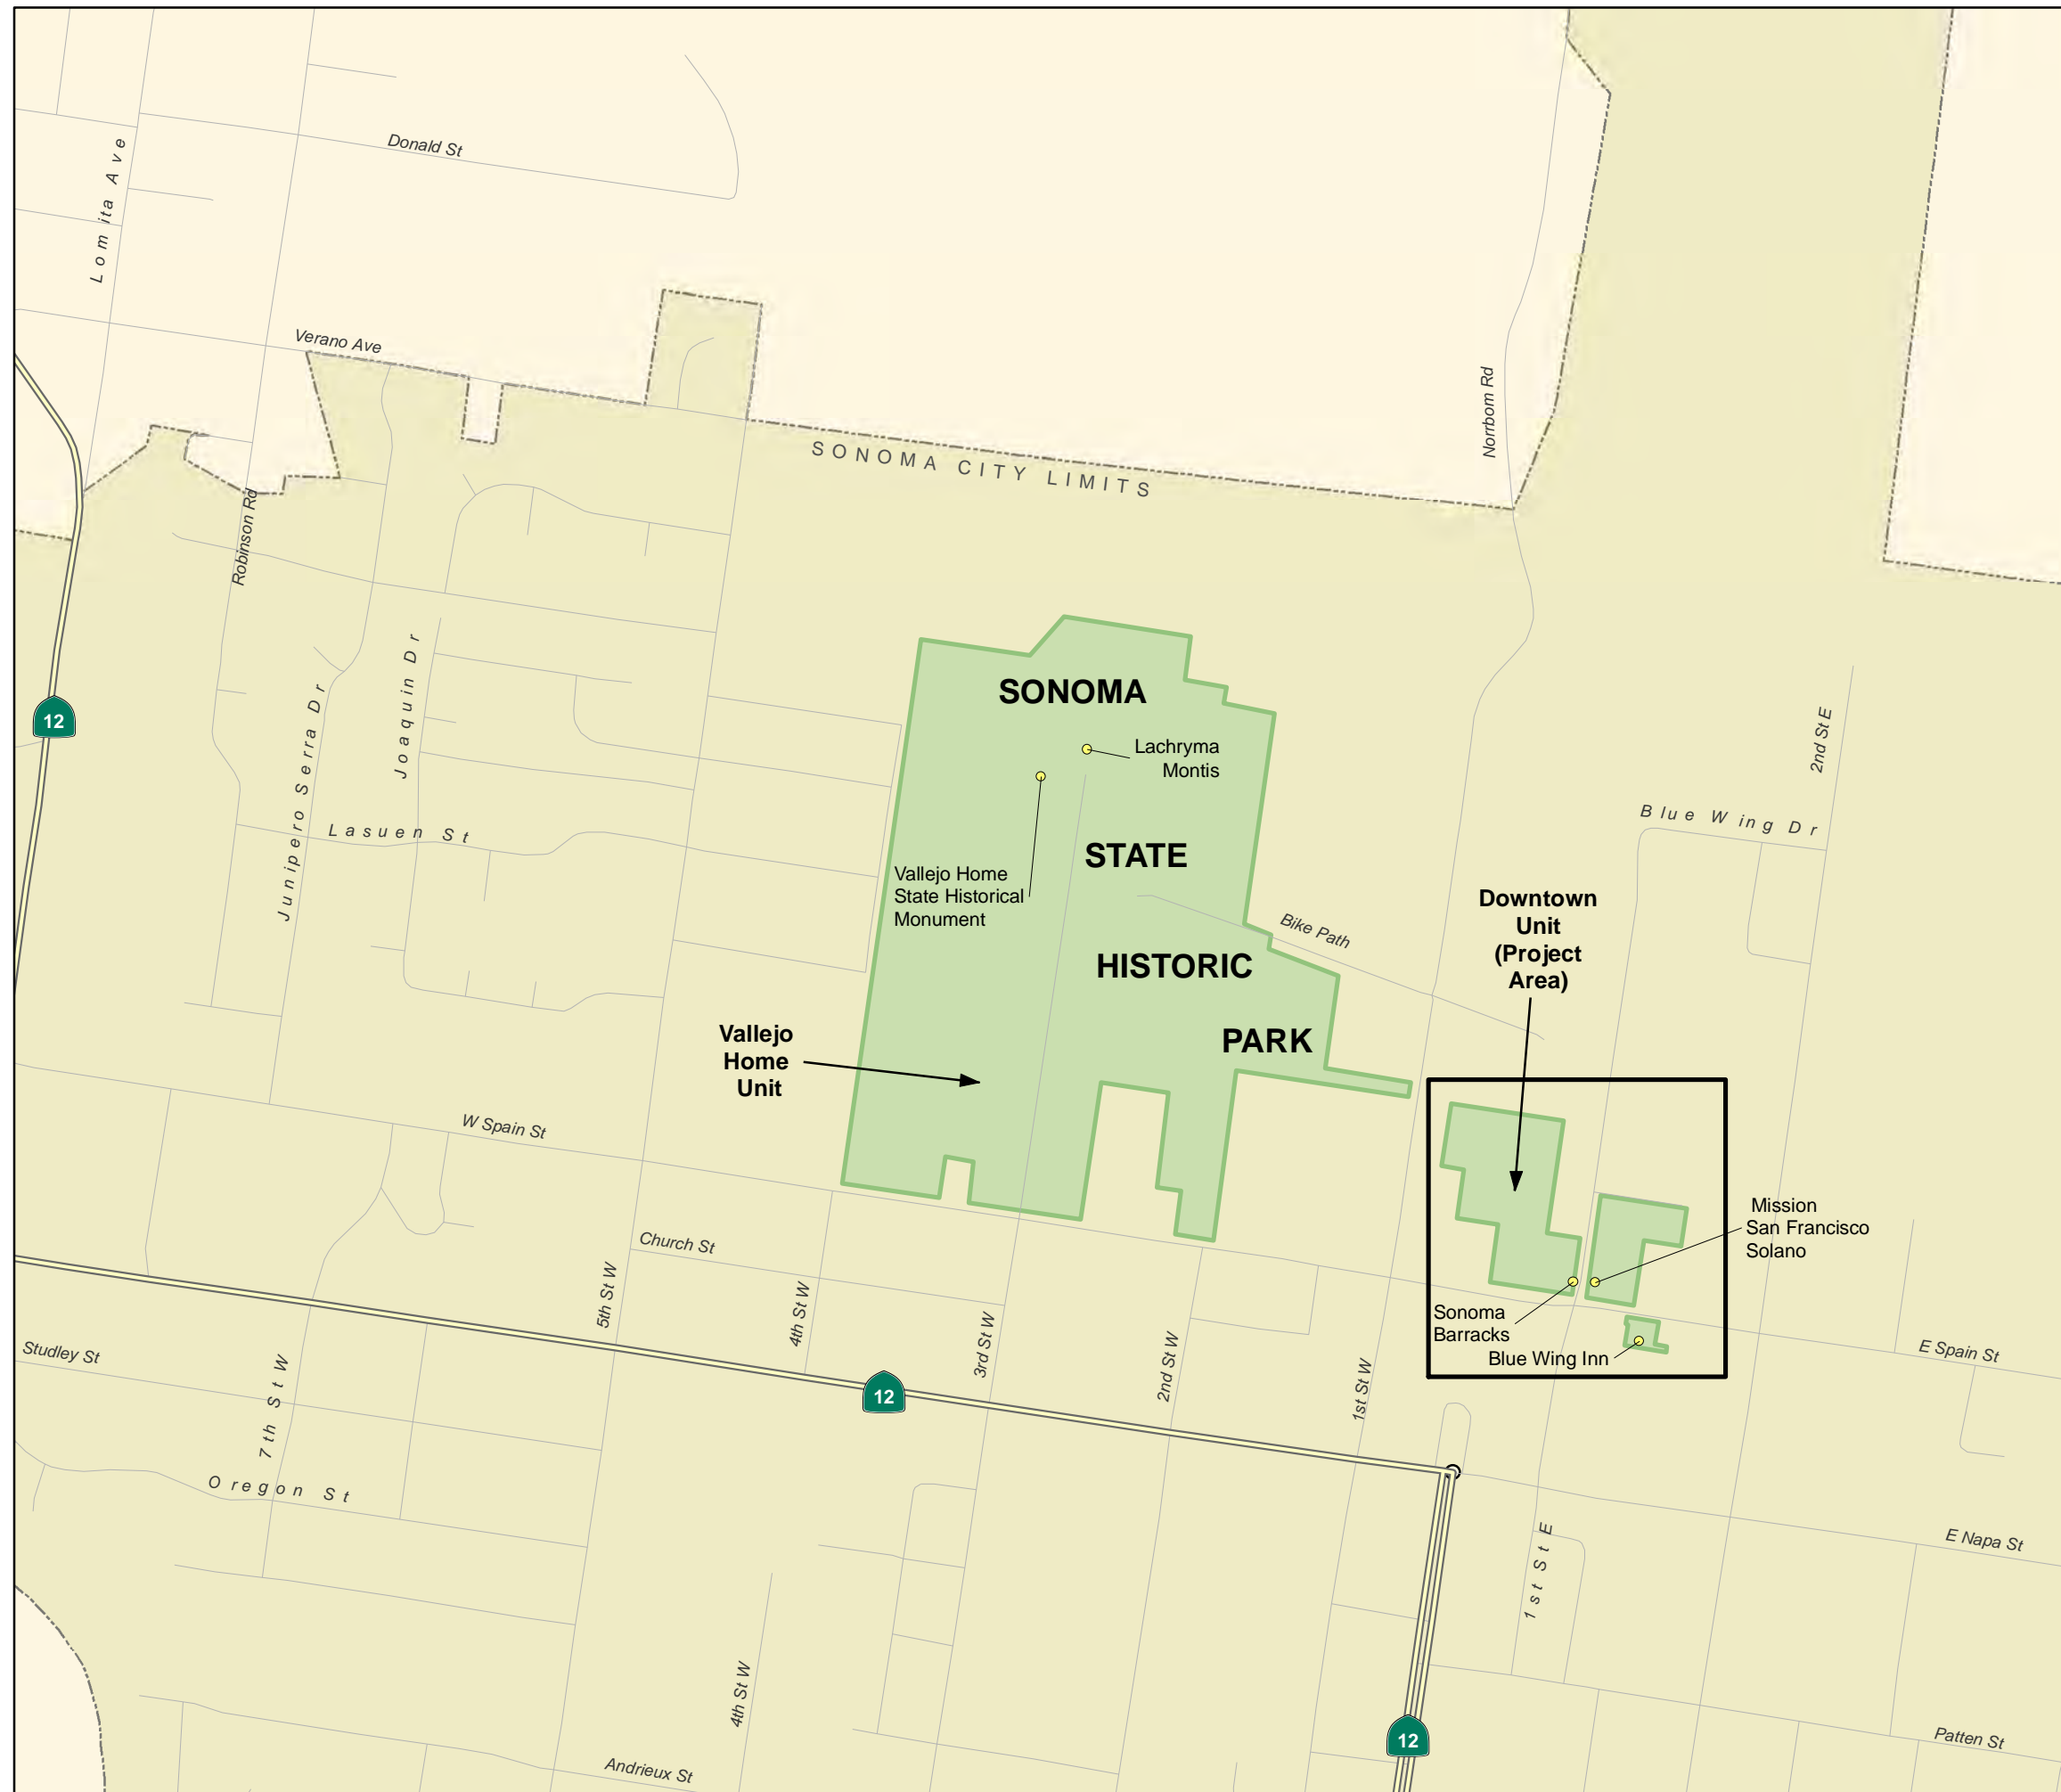 Donald St
Lomita Ave
Verano Ave
Norrbom Rd
SONOMA CITY LIMITS
Robinson Rd
12
Junipero Serra Dr
Joaquin Dr
Lasuen St
SONOMA
Lachryma
Montis
STATE
Vallejo Home
State Historical
Monument
HISTORIC
Bike Path
PARK
2nd St E
Blue Wing Dr
Downtown
Unit
(Project
Area)
Vallejo
Home
Unit
W Spain St
Mission
San Francisco
Solano
Sonoma
Barracks
Blue Wing Inn
E Spain St
Church St
5th St W
4th St W
3rd St W
2nd St W
1st St W
Studley St
7th St W
12
Oregon St
1st St E
E Napa St
4th St W
12
Patten St
Andrieux St